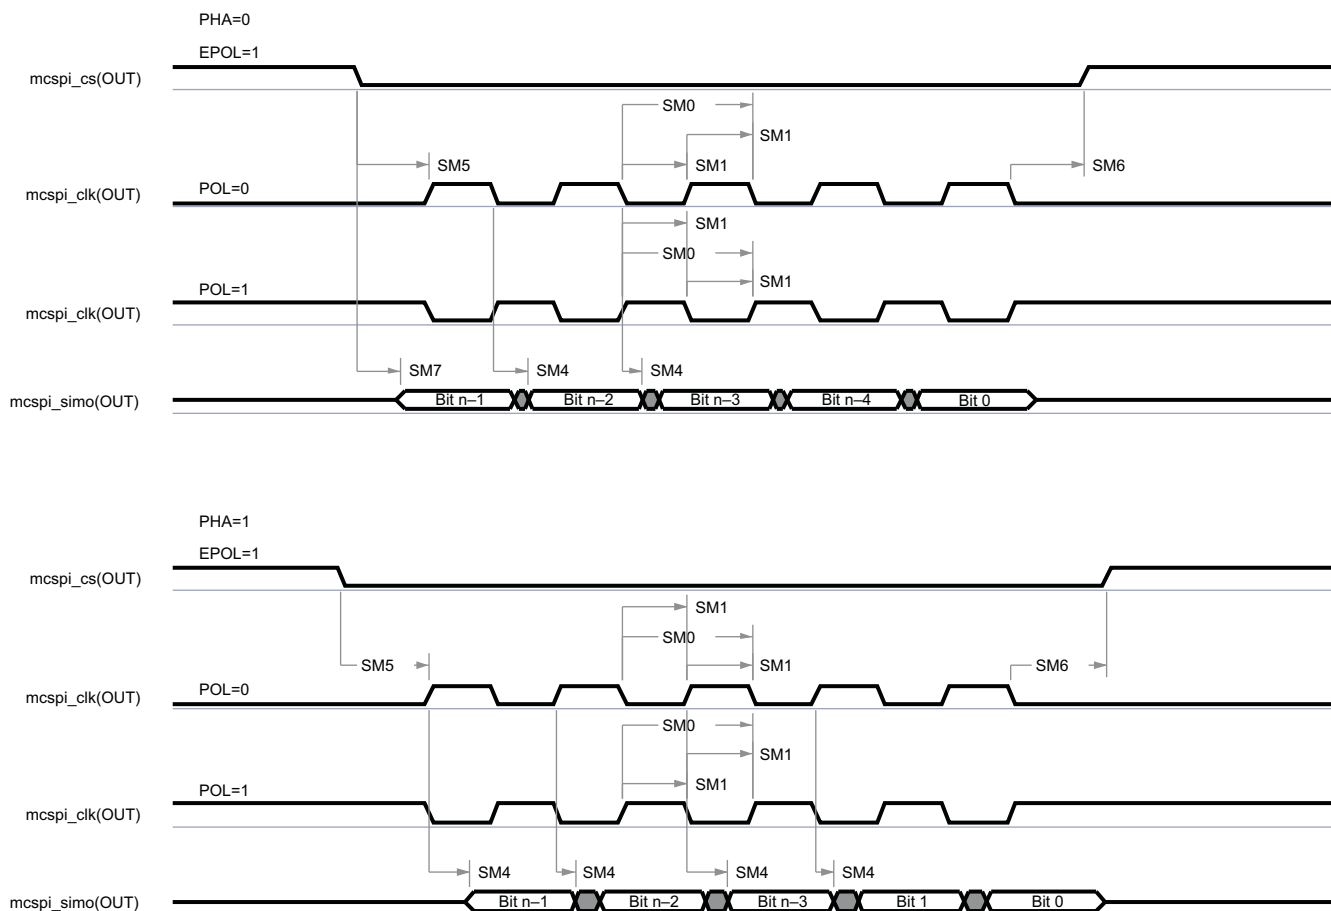 PHA=0
EPOL=1
mcspi_cs(OUT)
SM0
SM1
SM5
SM1
SM6
POL=0
mcspi_clk(OUT)
SM1
SM0
SM1
POL=1
mcspi_clk(OUT)
SM7
SM4
SM4
mcspi_simo(OUT)
Bit n–1
Bit n–2
Bit n–3
Bit n–4
Bit 0
PHA=1
EPOL=1
mcspi_cs(OUT)
SM1
SM0
SM5
SM1
SM6
POL=0
mcspi_clk(OUT)
SM0
SM1
SM1
POL=1
mcspi_clk(OUT)
SM4
SM4
SM4
SM4
mcspi_simo(OUT)
Bit n–1
Bit n–2
Bit n–3
Bit 1
Bit 0